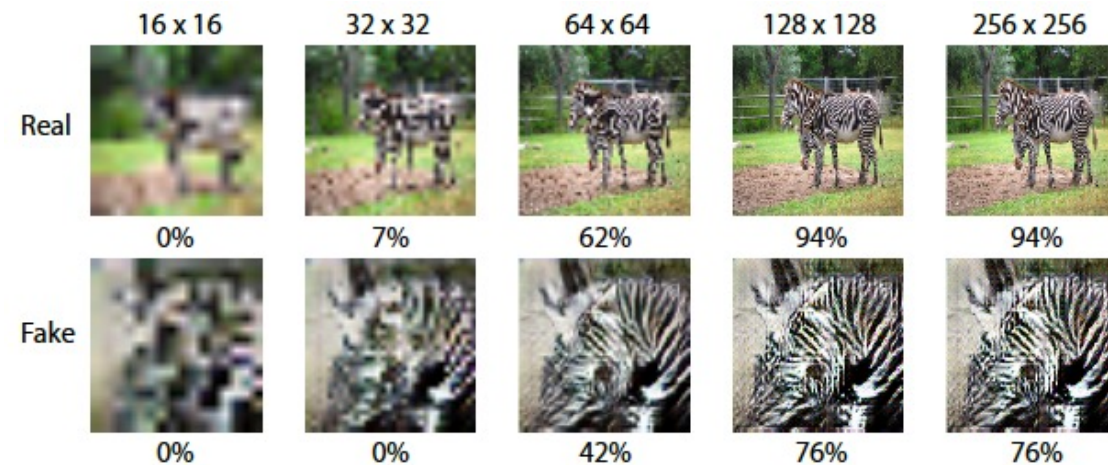 16 x 16 32 x 32 64 x 64 128 x 128 256 x 256
Real
0% 7% 62% 94% 94%
Fake
0% 0% 42% 76% 76%